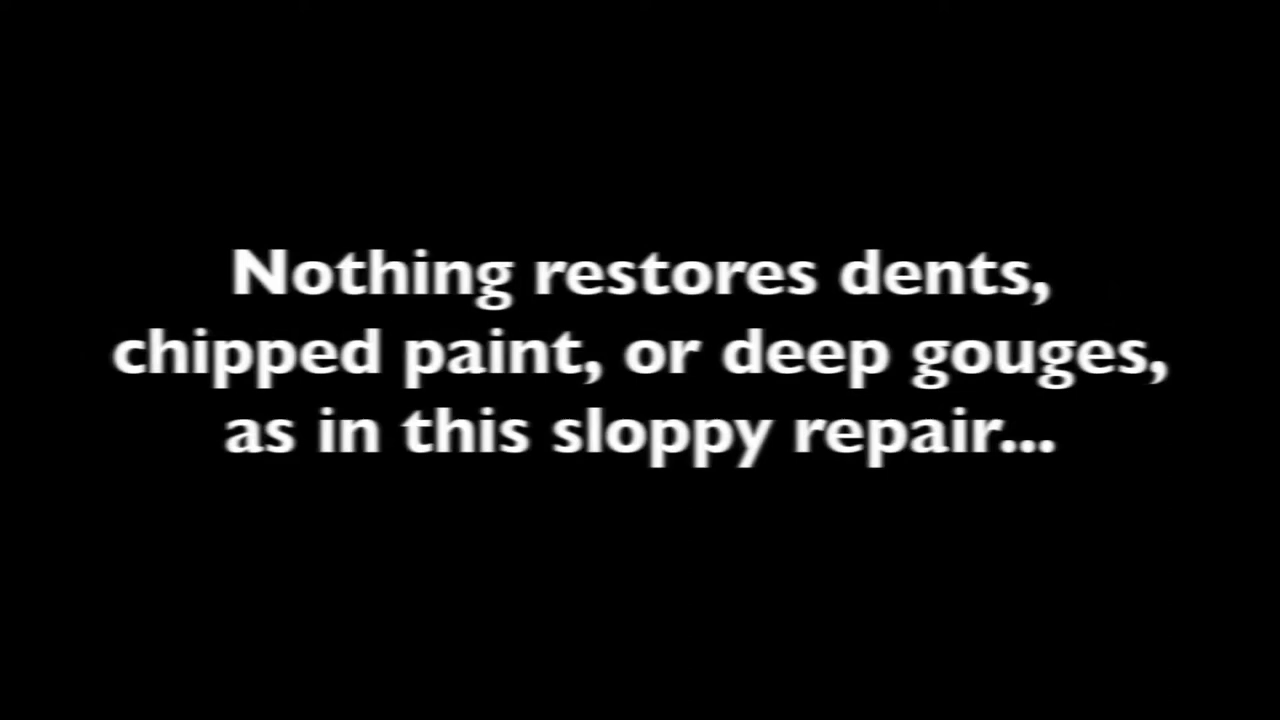 Nothing restores dents,
chipped paint, or deep gouges,
as in this sloppy repair...